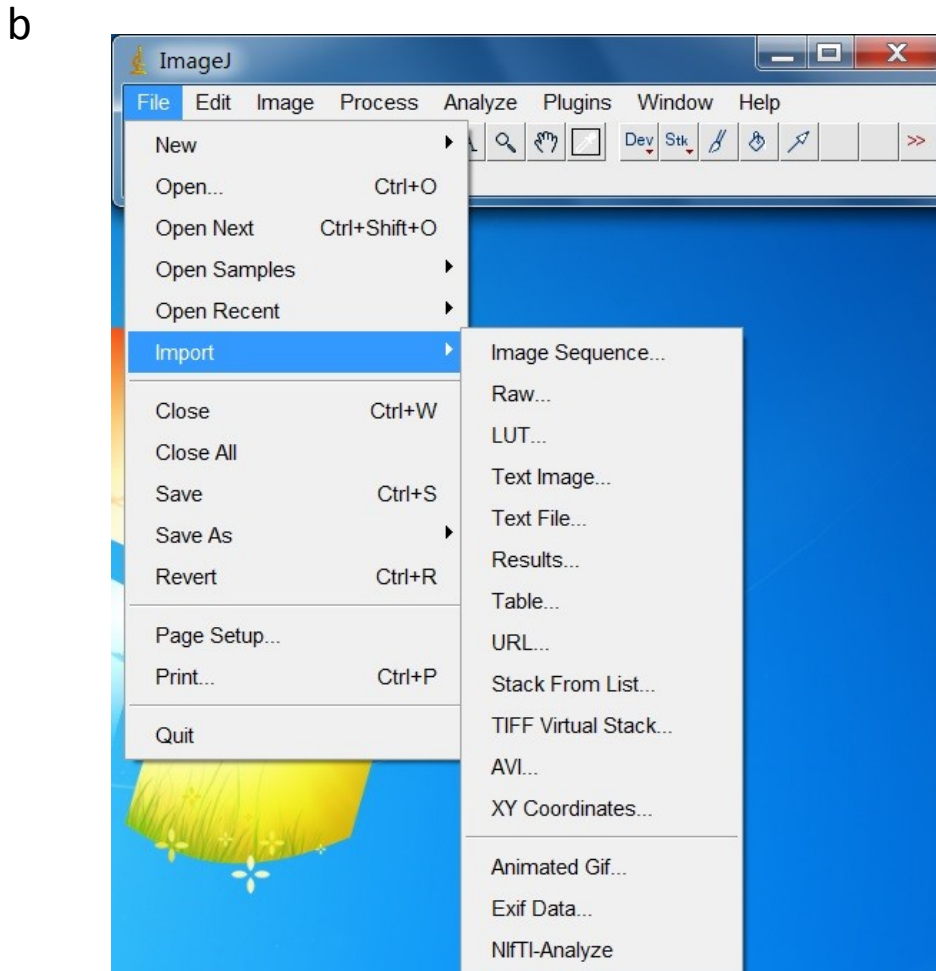 b
ImageJ
File Edit Image Process Analyze Plugins Window Help
Dev Stk >>
New
Open... Ctrl+O
Open Next Ctrl+Shift+O
Open Samples
Open Recent
Import
Close Ctrl+W
Close All
Save Ctrl+S
Save As
Revert Ctrl+R
Page Setup...
Print... Ctrl+P
Quit
Image Sequence...
Raw...
LUT...
Text Image...
Text File...
Results...
Table...
URL...
Stack From List...
TIFF Virtual Stack...
AVI...
XY Coordinates...
Animated Gif...
Exif Data...
NIfTI-Analyze